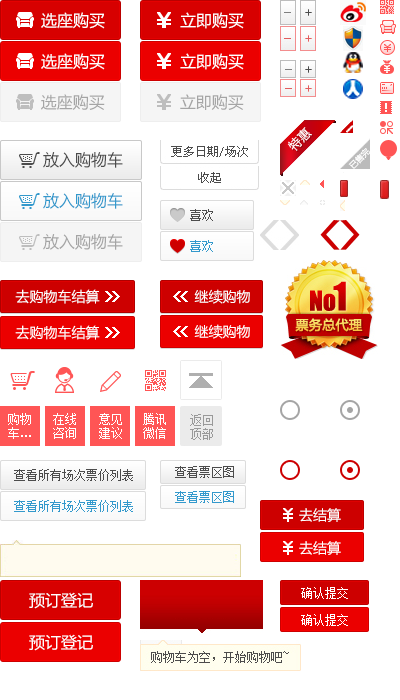 选座购买
¥ 立即购买
选座购买
¥ 立即购买
选座购买
¥ 立即购买
特惠
已售完
放入购物车
放入购物车
放入购物车
更多日期/场次
收起
喜欢
喜欢
No1
票务总代理
去购物车结算
继续购物
去购物车结算
继续购物
购物
车...
在线
咨询
意见
建议
腾讯
微信
返回
顶部
查看所有场次票价列表
查看票区图
查看所有场次票价列表
查看票区图
¥ 去结算
¥ 去结算
预订登记
预订登记
确认提交
确认提交
购物车为空，开始购物吧~